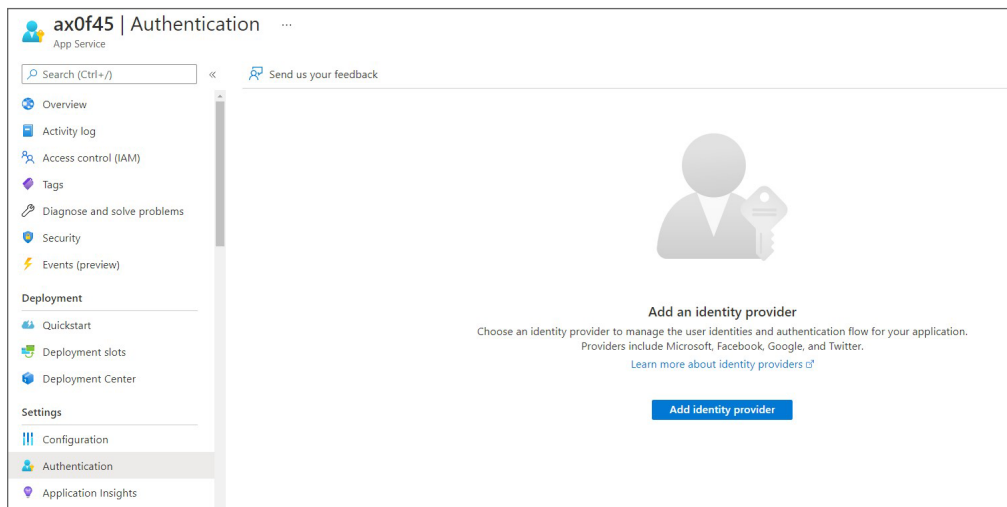 ax0f45 | Authentication ...
App Service
Search (Ctrl+/)
«
Send us your feedback
Overview
Activity log
Access control (IAM)
Tags
Diagnose and solve problems
Security
Events (preview)
Deployment
Quickstart
Deployment slots
Deployment Center
Settings
Configuration
Authentication
Application Insights
Add an identity provider
Choose an identity provider to manage the user identities and authentication flow for your application.
Providers include Microsoft, Facebook, Google, and Twitter.
Learn more about identity providers
Add identity provider